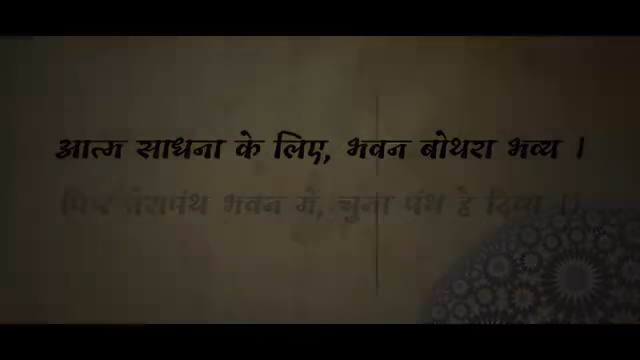 आत्म साधना के लिए, भवन बोथरा भव्य ।
फिर तेरापंथ भवन में, चुना पंथ है दिव्य ।।